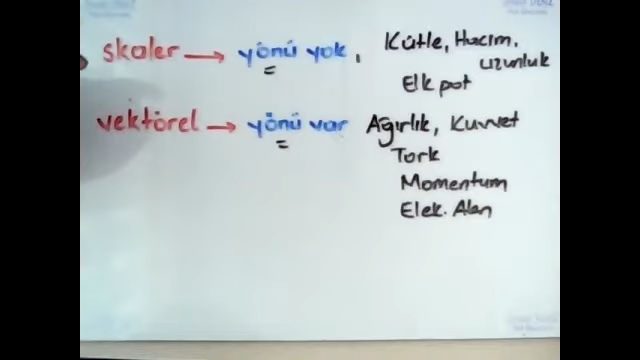 skaler → yönü yok, Kütle, Hacim,
uzunluk
Elk pot
vektörel → yönü var Ağırlık, Kuvvet
Tork
Momentum
Elek. Alan